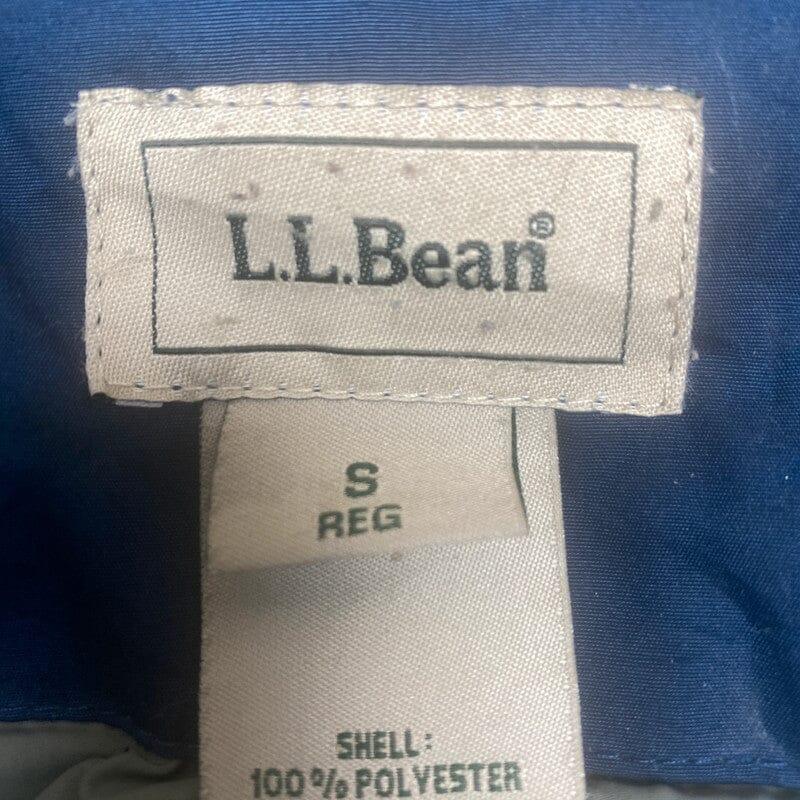 L.L.Bean®
S
REG
SHELL:
100% POLYESTER